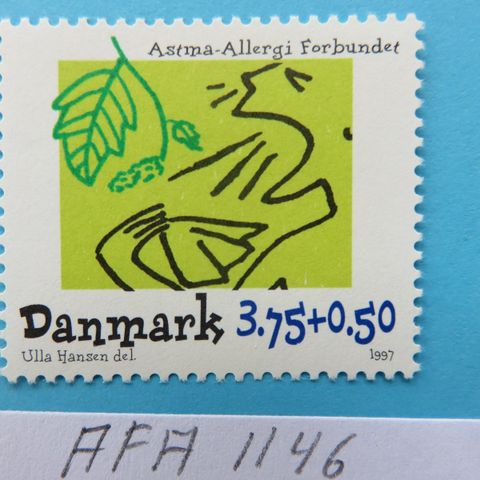 Astma-Allergi Forbundet
Danmark 3.75+0.50
Ulla Hansen del. 1997
AFA 1146